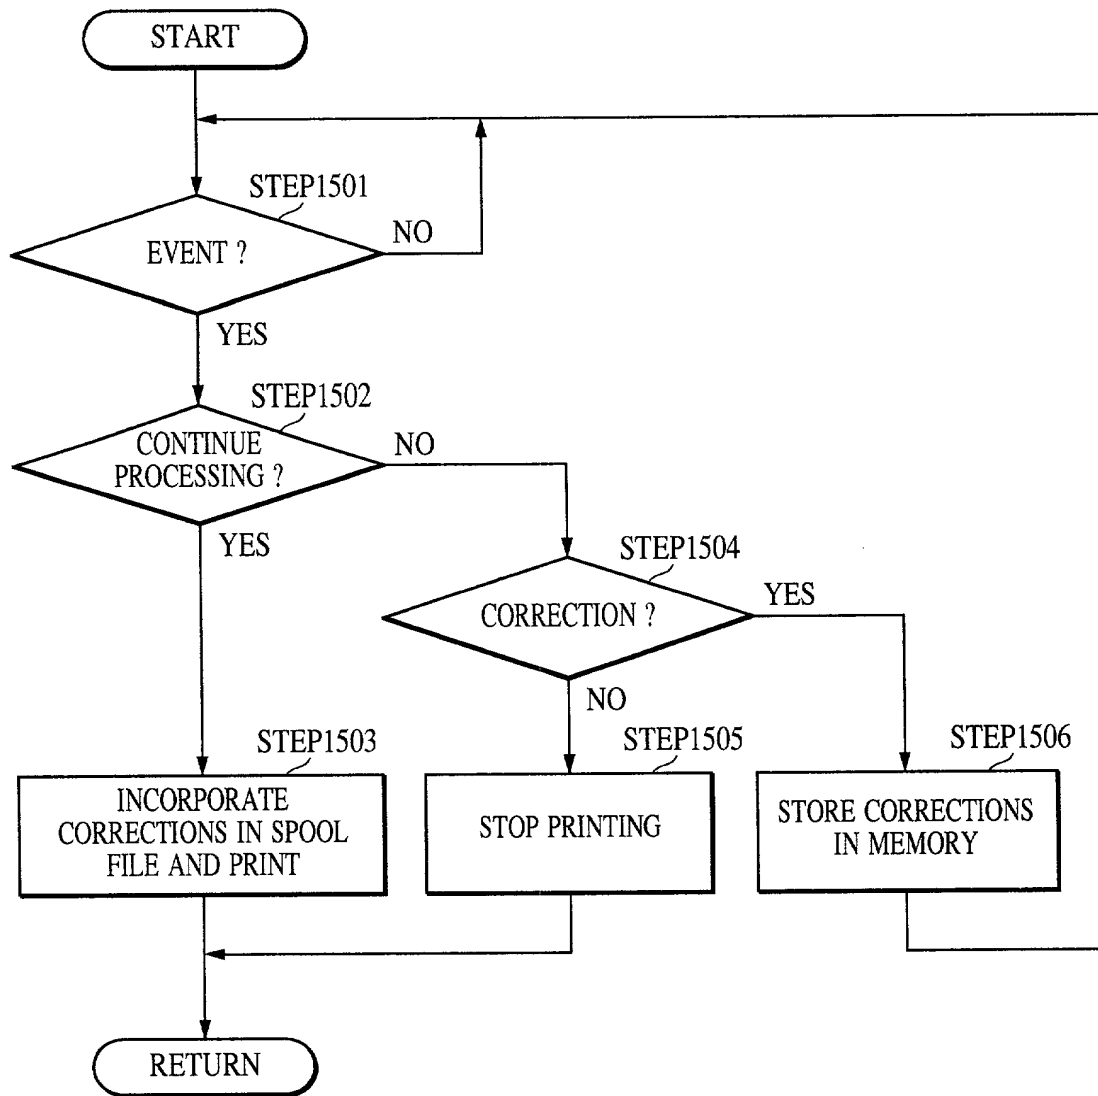 START
STEP1501
EVENT ?
NO
YES
STEP1502
CONTINUE
PROCESSING ?
NO
YES
STEP1504
CORRECTION ?
YES
NO
STEP1503
INCORPORATE
CORRECTIONS IN SPOOL
FILE AND PRINT
STEP1505
STOP PRINTING
STEP1506
STORE CORRECTIONS
IN MEMORY
RETURN